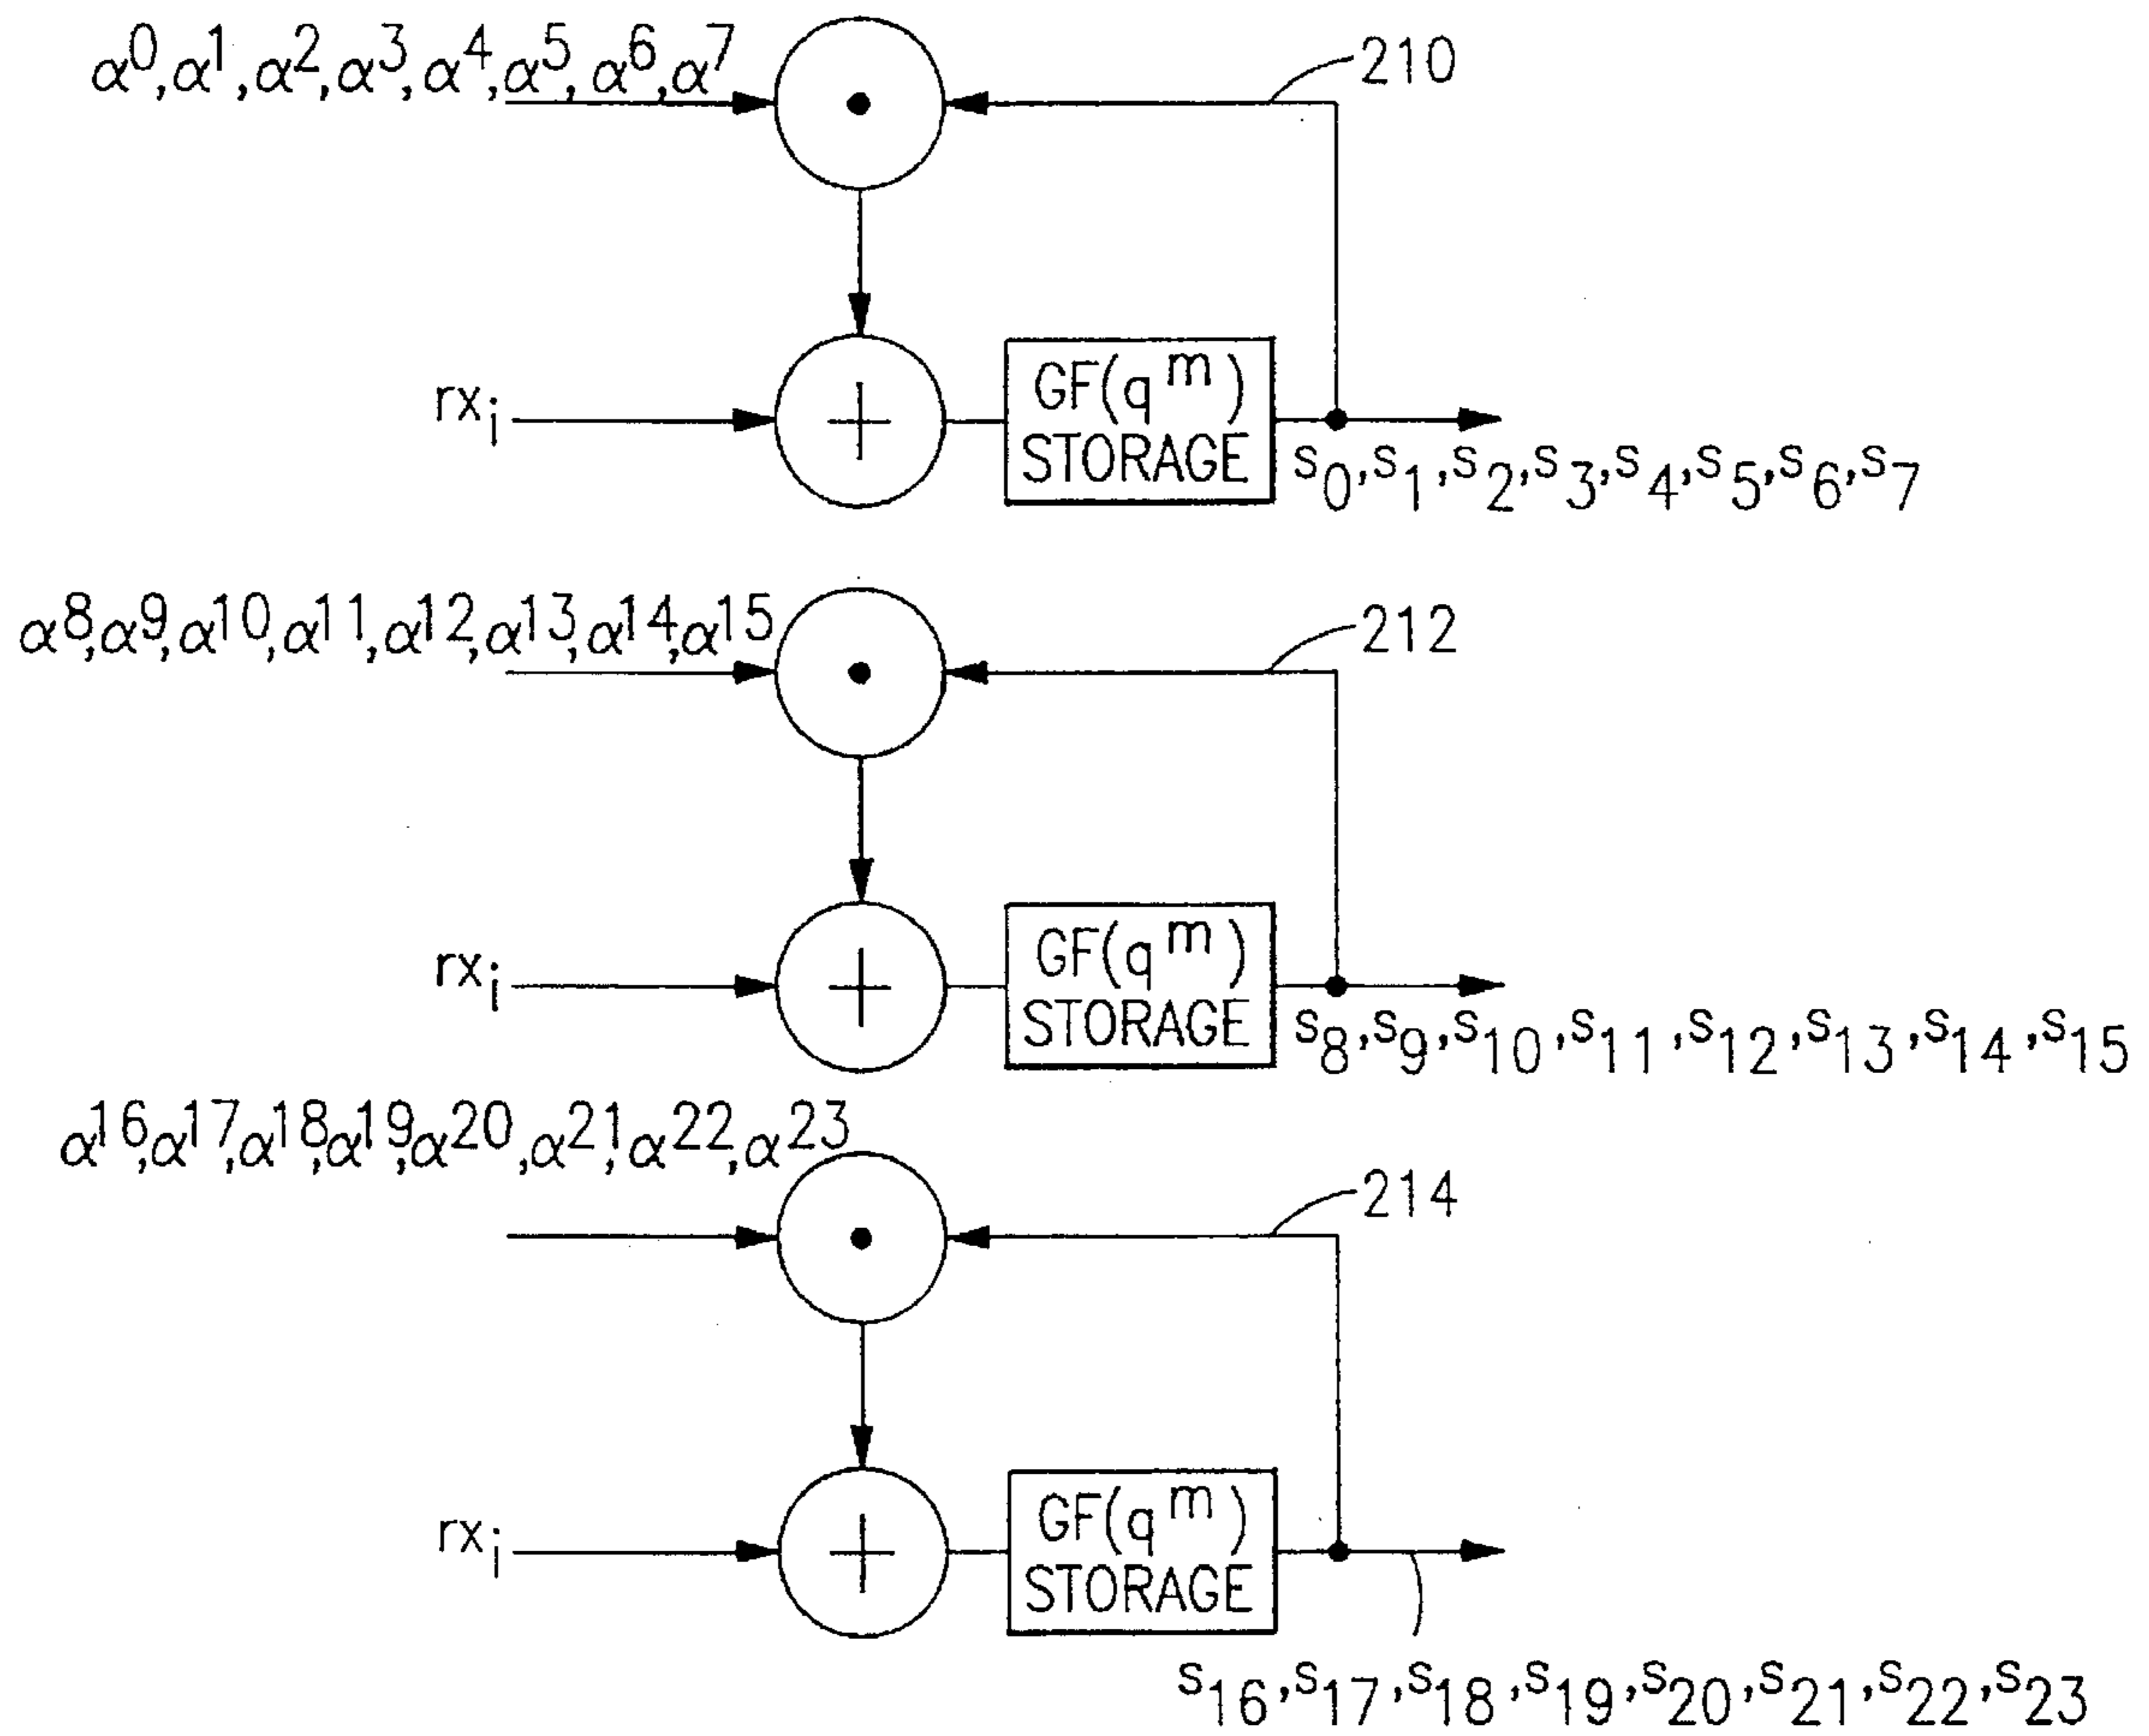 α⁰,α¹,α²,α³,α⁴,α⁵,α⁶,α⁷
210
rxᵢ
GF(qᵐ)
STORAGE
s₀,s₁,s₂,s₃,s₄,s₅,s₆,s₇
α⁸,α⁹,α¹⁰,α¹¹,α¹²,α¹³,α¹⁴,α¹⁵
212
rxᵢ
GF(qᵐ)
STORAGE
s₈,s₉,s₁₀,s₁₁,s₁₂,s₁₃,s₁₄,s₁₅
α¹⁶,α¹⁷,α¹⁸,α¹⁹,α²⁰,α²¹,α²²,α²³
214
rxᵢ
GF(qᵐ)
STORAGE
s₁₆,s₁₇,s₁₈,s₁₉,s₂₀,s₂₁,s₂₂,s₂₃